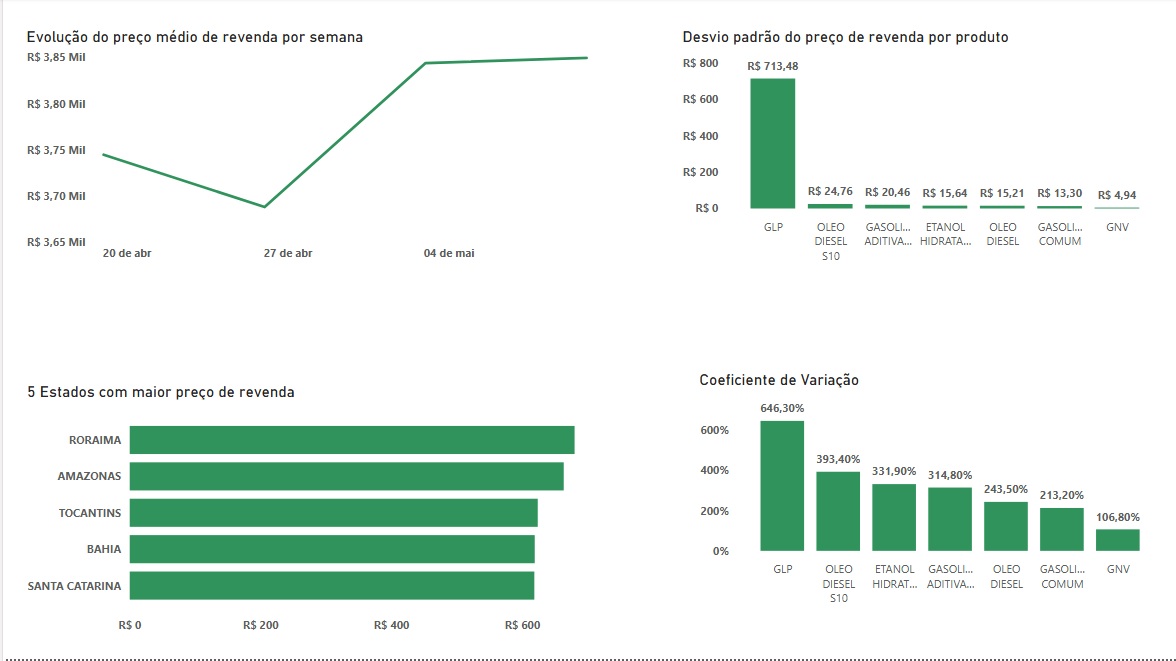 Evolução do preço médio de revenda por semana
R$ 3,85 Mil
R$ 3,80 Mil
R$ 3,75 Mil
R$ 3,70 Mil
R$ 3,65 Mil
20 de abr
27 de abr
04 de mai
Desvio padrão do preço de revenda por produto
R$ 800
R$ 600
R$ 400
R$ 200
R$ 0
R$ 713,48
R$ 24,76
R$ 20,46
R$ 15,64
R$ 15,21
R$ 13,30
R$ 4,94
GLP
OLEO
DIESEL
S10
GASOLI...
ADITIVA...
ETANOL
HIDRATA...
OLEO
DIESEL
GASOLI...
COMUM
GNV
5 Estados com maior preço de revenda
RORAIMA
AMAZONAS
TOCANTINS
BAHIA
SANTA CATARINA
R$ 0
R$ 200
R$ 400
R$ 600
Coeficiente de Variação
600%
400%
200%
0%
646,30%
393,40%
331,90%
314,80%
243,50%
213,20%
106,80%
GLP
OLEO
DIESEL
S10
ETANOL
HIDRAT...
GASOLI...
ADITIVA...
OLEO
DIESEL
GASOLI...
COMUM
GNV